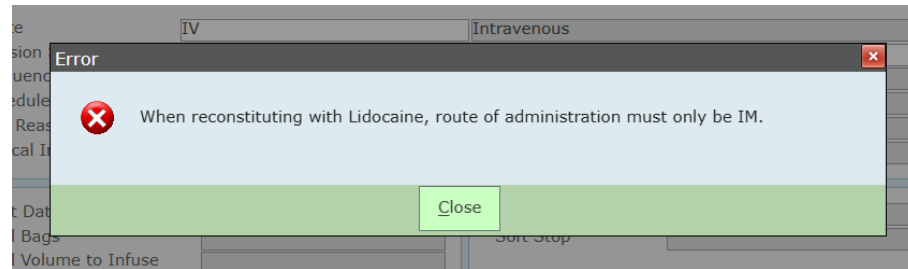 IV Intravenous
Error
When reconstituting with Lidocaine, route of administration must only be IM.
Close
Bags
Sort Stop
Volume to Infuse